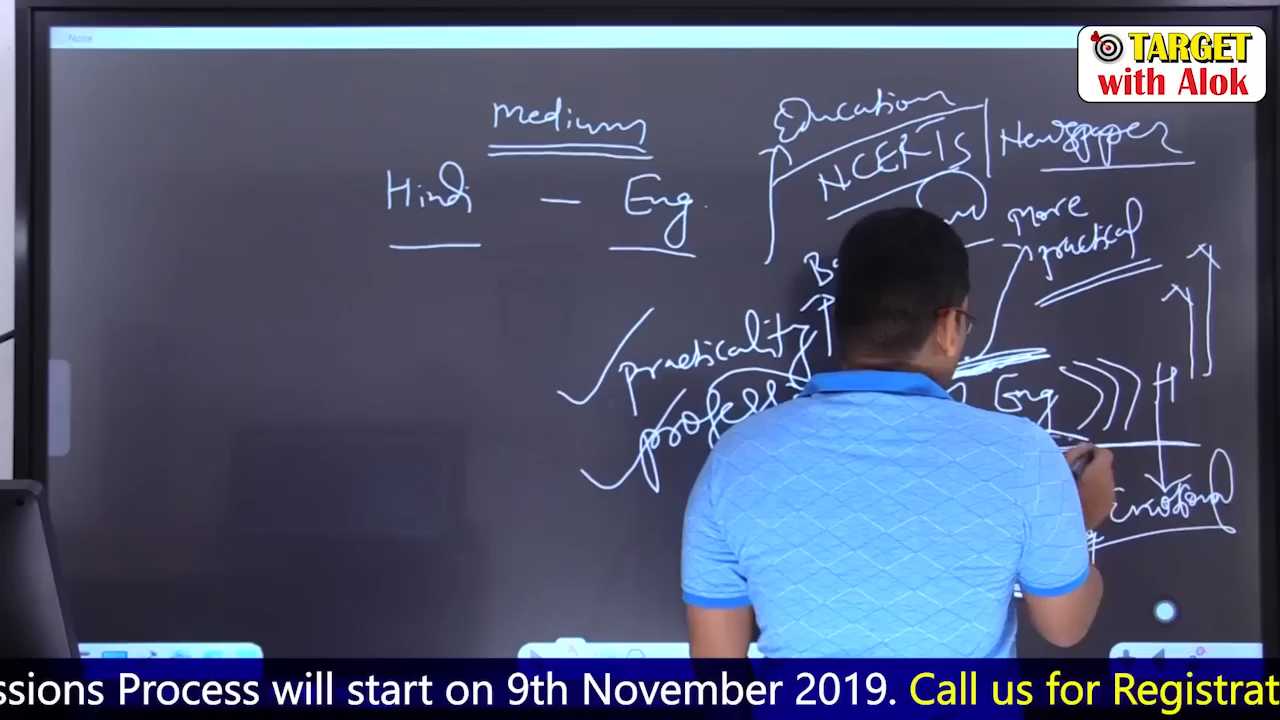 None
TARGET
with Alok
Medium
Education
NCERTs
Newspaper
Hindi — Eng.
More
practical
practicality
Eng >>> H
Emotional
ssions Process will start on 9th November 2019. Call us for Registrat